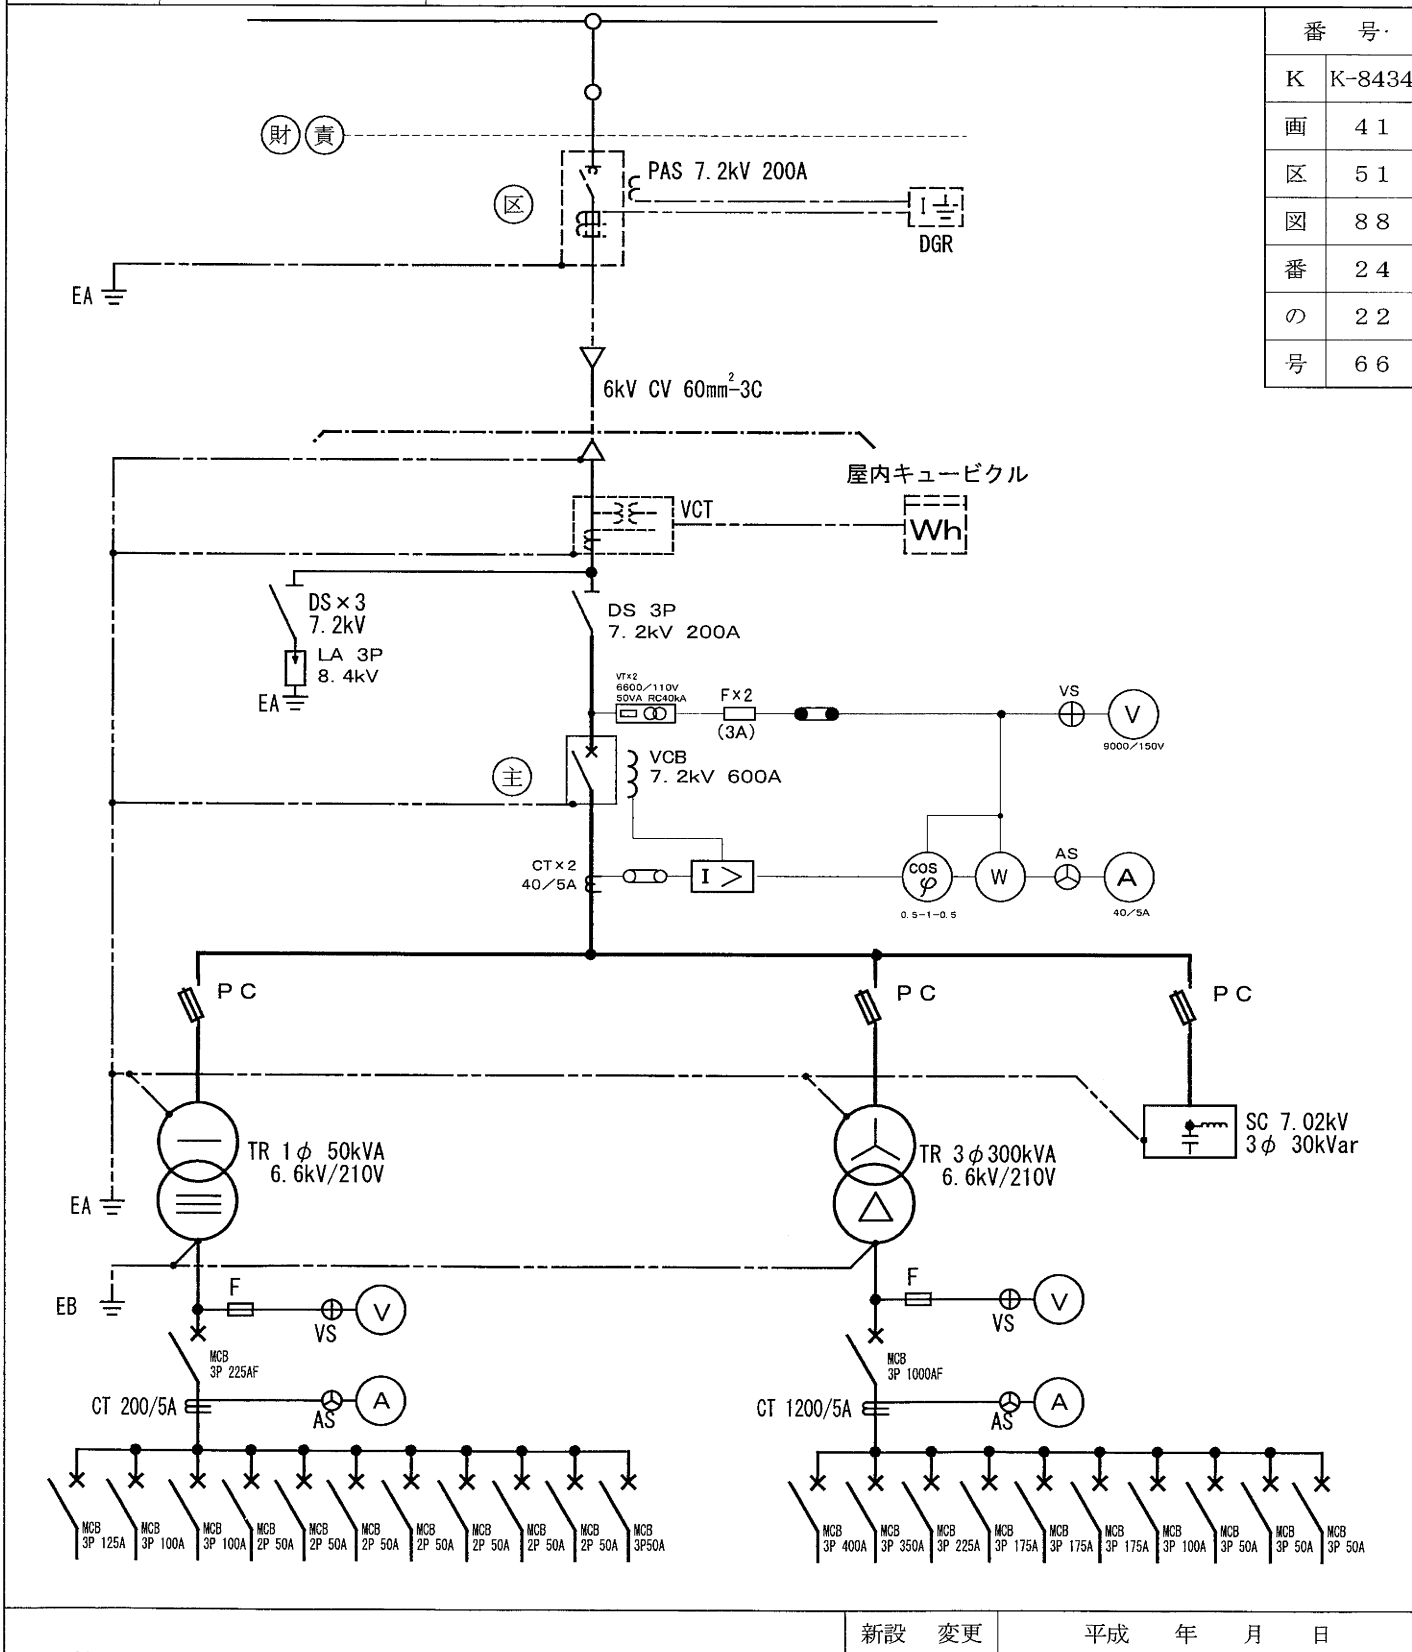 番 号
K K-8434
画 41
区 51
図 88
番 24
の 22
号 66
財 責
区
PAS 7.2kV 200A
I
DGR
EA
6kV CV 60mm²-3C
屋内キュービクル
VCT
Wh
DS×3
7.2kV
LA 3P
8.4kV
EA
DS 3P
7.2kV 200A
VT×2
6600/110V
50VA RC40kA
F×2
(3A)
VS
V
9000/150V
主
VCB
7.2kV 600A
CT×2
40/5A
I >
COS
φ
0.5-1-0.5
W
AS
A
40/5A
PC
PC
PC
TR 1φ 50kVA
6.6kV/210V
TR 3φ300kVA
6.6kV/210V
SC 7.02kV
3φ 30kVar
EA
EB
F
VS
V
MCB
3P 225AF
CT 200/5A
AS
A
F
VS
V
MCB
3P 1000AF
CT 1200/5A
AS
A
MCB
3P 125A
MCB
3P 100A
MCB
3P 100A
MCB
2P 50A
MCB
2P 50A
MCB
2P 50A
MCB
2P 50A
MCB
2P 50A
MCB
2P 50A
MCB
2P 50A
MCB
3P50A
MCB
3P 400A
MCB
3P 350A
MCB
3P 225A
MCB
3P 175A
MCB
3P 175A
MCB
3P 175A
MCB
3P 100A
MCB
3P 50A
MCB
3P 50A
MCB
3P 50A
新設 変更 平成 年 月 日